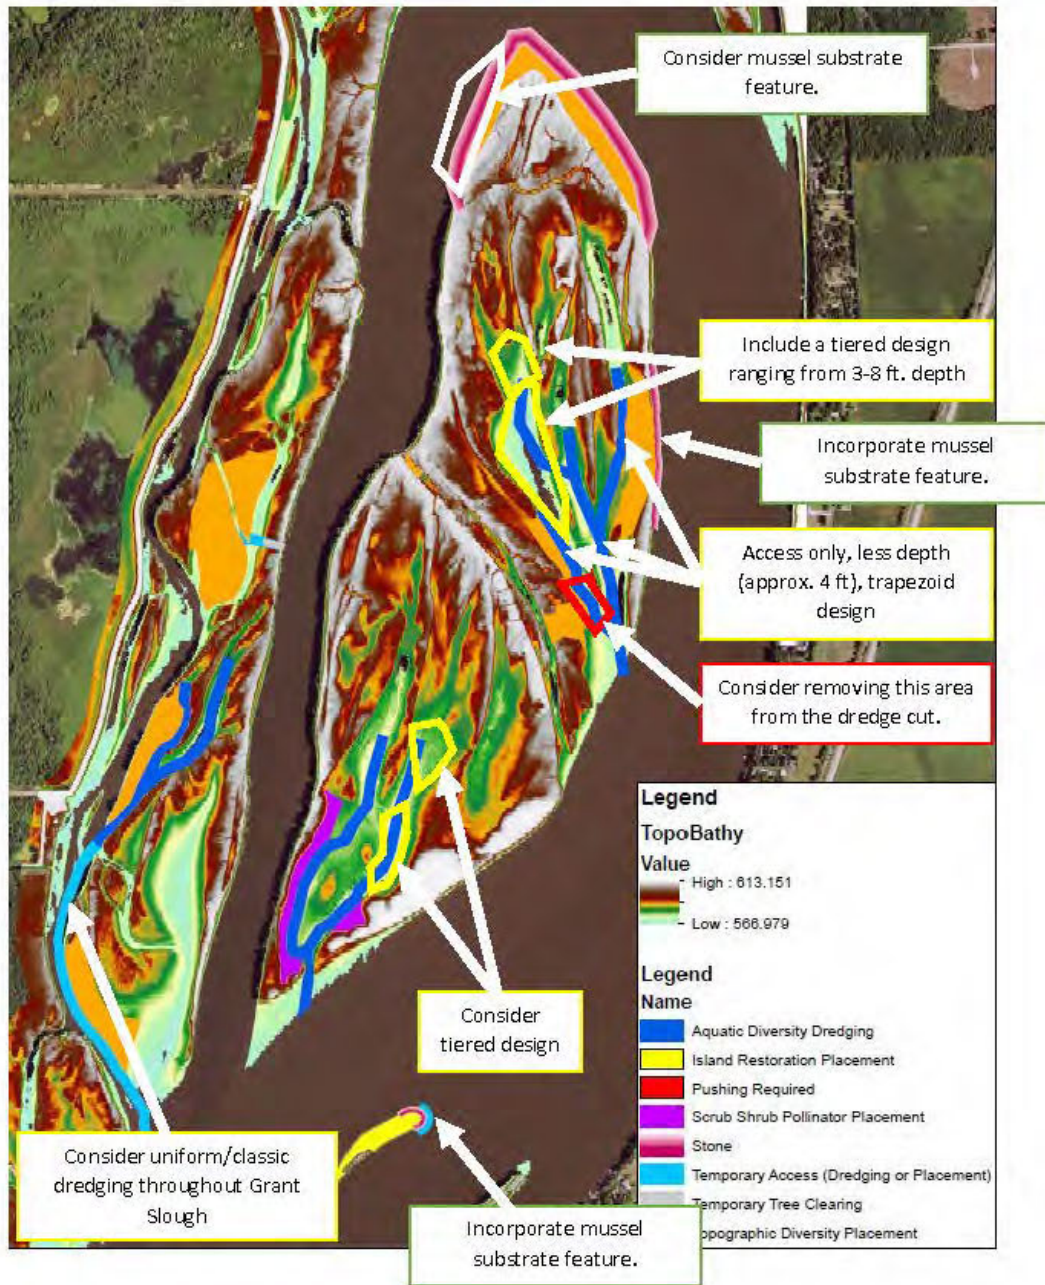 Consider mussel substrate
feature.
Include a tiered design
ranging from 3-8 ft. depth
Incorporate mussel
substrate feature.
Access only, less depth
(approx. 4 ft), trapezoid
design
Consider removing this area
from the dredge cut.
Legend
TopoBathy
Value
High : 613.151
Low : 566.979
Legend
Name
Aquatic Diversity Dredging
Island Restoration Placement
Pushing Required
Scrub Shrub Pollinator Placement
Stone
Temporary Access (Dredging or Placement)
Temporary Tree Clearing
opographic Diversity Placement
Consider
tiered design
Consider uniform/classic
dredging throughout Grant
Slough
Incorporate mussel
substrate feature.